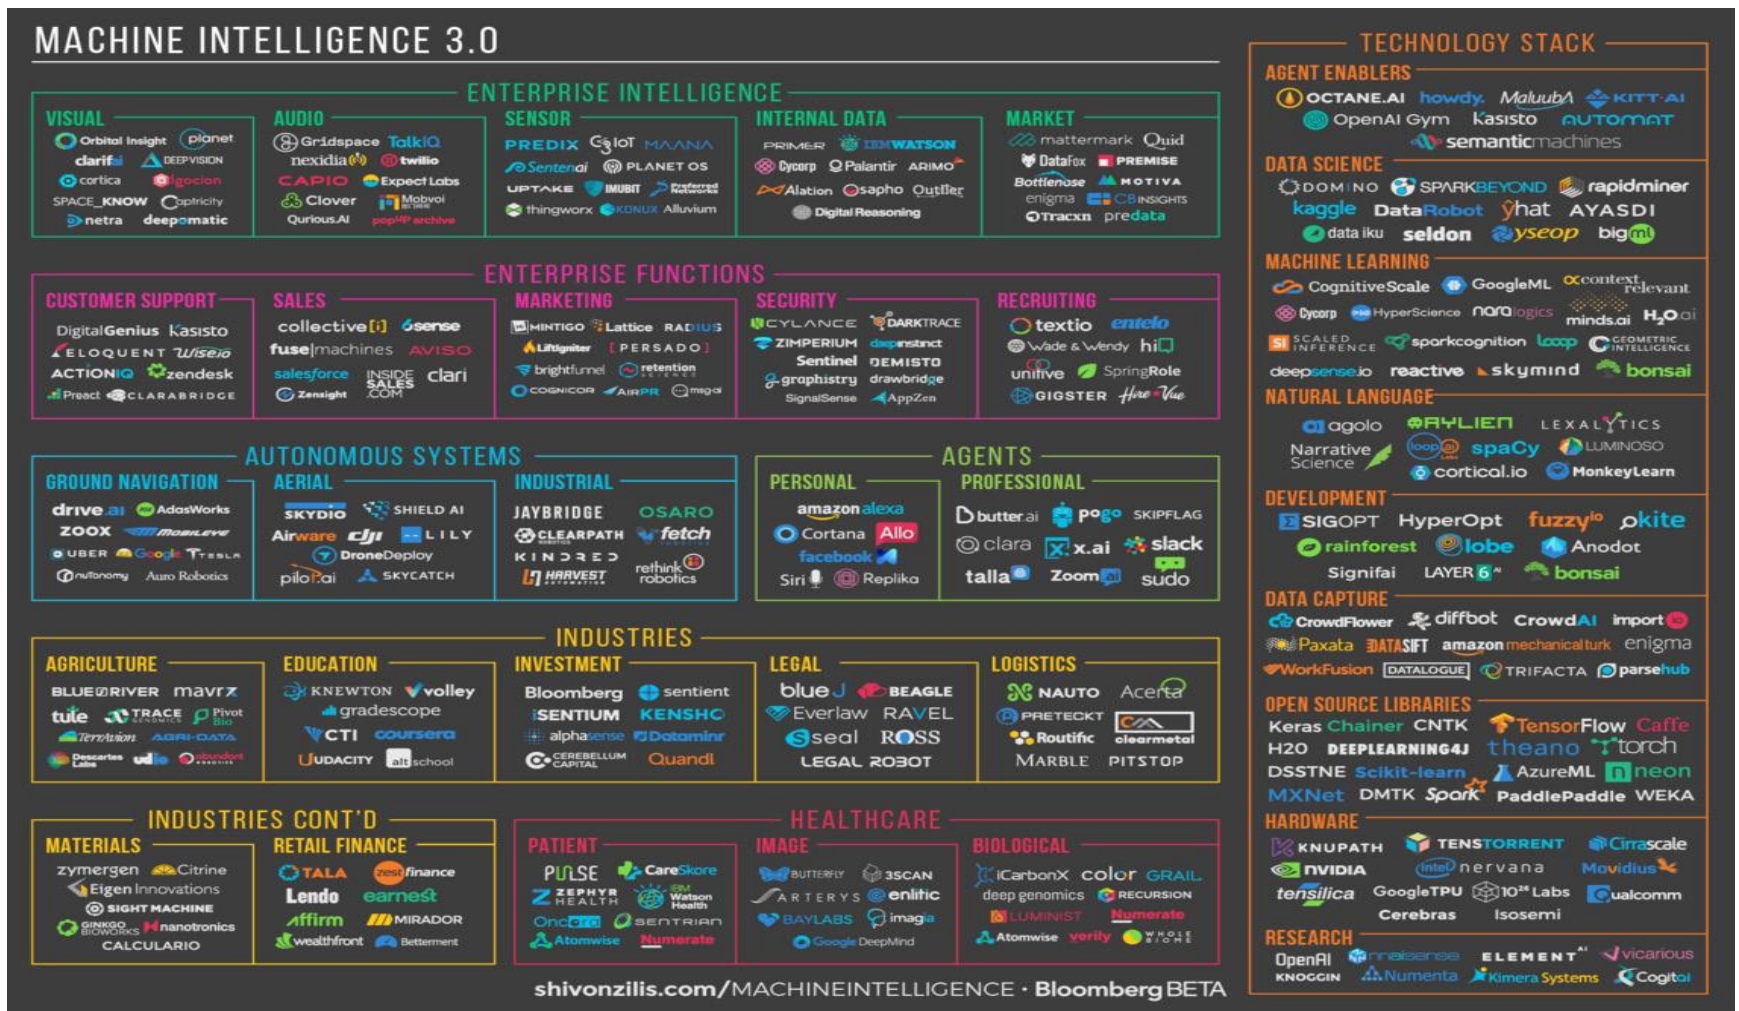 MACHINE INTELLIGENCE 3.0
ENTERPRISE INTELLIGENCE
VISUAL
Orbital Insight planet
clarifai DEEPVISION
cortica algocian
SPACE_KNOW Captricity
netra deepomatic
AUDIO
Gridspace TalkIQ
nexidia twilio
CAPIO Expect Labs
Clover Mobvoi
Qurious.AI popUP archive
SENSOR
PREDIX C3IoT MAANA
Sentenai PLANET OS
UPTAKE IMUBIT Preferred Networks
thingworx KONUX Alluvium
INTERNAL DATA
PRIMER IBM WATSON
Cycorp Palantir ARIMO
Alation sapho Outlier
Digital Reasoning
MARKET
mattermark Quid
DataFox PREMISE
Bottlenose MOTIVA
enigma CB INSIGHTS
Tracxn predata
ENTERPRISE FUNCTIONS
CUSTOMER SUPPORT
DigitalGenius Kasisto
ELOQUENT Wise.io
ACTIONIQ zendesk
Preact CLARABRIDGE
SALES
collective[i] 6sense
fuse|machines AVISO
salesforce INSIDE SALES .COM clari
Zensight
MARKETING
MINTIGO Lattice RADIUS
Liftigniter [PERSADO]
brightfunnel retention SCIENCE
COGNICOR AIRPR msg.ai
SECURITY
CYLANCE DARKTRACE
ZIMPERIUM deepinstinct
Sentinel DEMISTO
graphistry drawbridge
SignalSense AppZen
RECRUITING
textio entelo
Wade & Wendy hiQ
unitive SpringRole
GIGSTER HireVue
AUTONOMOUS SYSTEMS
GROUND NAVIGATION
drive.ai AdasWorks
ZOOX MOBILEYE
UBER Google TESLA
nuTonomy Auro Robotics
AERIAL
SKYDIO SHIELD AI
Airware dji LILY
DroneDeploy
pilot.ai SKYCATCH
INDUSTRIAL
JAYBRIDGE OSARO
CLEARPATH fetch
KINDRED
HARVEST rethink robotics
AGENTS
PERSONAL
amazon alexa
Cortana Allo
facebook
Siri Replika
PROFESSIONAL
butter.ai pogo SKIPFLAG
clara x.ai slack
talla Zoom.ai sudo
INDUSTRIES
AGRICULTURE
BLUE RIVER mavrx
tule TRACE GENOMICS Pivot Bio
TerrAvion AGRI-DATA
Descartes Labs udio abundant
EDUCATION
KNEWTON volley
gradescope
CTI coursera
UDACITY alt school
INVESTMENT
Bloomberg sentient
iSENTIUM KENSHO
alphasense Dataminr
CEREBELLUM CAPITAL Quandl
LEGAL
blue J BEAGLE
Everlaw RAVEL
seal ROSS
LEGAL ROBOT
LOGISTICS
NAUTO Acerta
PRETECKT
Routific clearmetal
MARBLE PITSTOP
INDUSTRIES CONT'D
MATERIALS
zymergen Citrine
Eigen Innovations
SIGHT MACHINE
GINKGO BIOWORKS nanotronics
CALCULARIO
RETAIL FINANCE
TALA zest finance
Lendo earnest
affirm MIRADOR
wealthfront Betterment
HEALTHCARE
PATIENT
PULSE CareSkore
ZEPHYR HEALTH IBM Watson Health
Oncora SENTRIAN
Atomwise Numerate
IMAGE
BUTTERFLY 3SCAN
ARTERYS enlitic
BAYLABS imagia
Google DeepMind
BIOLOGICAL
iCarbonX color GRAIL
deep genomics RECURSION
LUMINIST Numerate
Atomwise verily WHOLE BIOME
shivonzilis.com/MACHINEINTELLIGENCE · Bloomberg BETA
TECHNOLOGY STACK
AGENT ENABLERS
OCTANE.AI howdy. Maluuba KITT·AI
OpenAI Gym Kasisto AUTOMAT
semanticmachines
DATA SCIENCE
DOMINO SPARKBEYOND rapidminer
kaggle DataRobot yhat AYASDI
data iku seldon yseop bigml
MACHINE LEARNING
CognitiveScale GoogleML context relevant
Cycorp HyperScience nara logics minds.ai H2O.ai
SCALED INFERENCE sparkcognition Loop GEOMETRIC INTELLIGENCE
deepsense.io reactive skymind bonsai
NATURAL LANGUAGE
agolo AYLIEN LEXALYTICS
Narrative Science loop ai spaCy LUMINOSO
cortical.io MonkeyLearn
DEVELOPMENT
SIGOPT HyperOpt fuzzy.io kite
rainforest lobe Anodot
Signifai LAYER 6 AI bonsai
DATA CAPTURE
CrowdFlower diffbot CrowdAI import io
Paxata DATASIFT amazon mechanical turk enigma
WorkFusion DATALOGUE TRIFACTA parsehub
OPEN SOURCE LIBRARIES
Keras Chainer CNTK TensorFlow Caffe
H2O DEEPLEARNING4J theano torch
DSSTNE Scikit-learn AzureML neon
MXNet DMTK Spark PaddlePaddle WEKA
HARDWARE
KNUPATH TENSTORRENT Cirrascale
NVIDIA intel nervana Movidius
tensilica GoogleTPU 10²⁶ Labs Qualcomm
Cerebras Isosemi
RESEARCH
OpenAI nnaisense ELEMENT AI vicarious
KNOGGIN Numenta Kimera Systems Cogitai